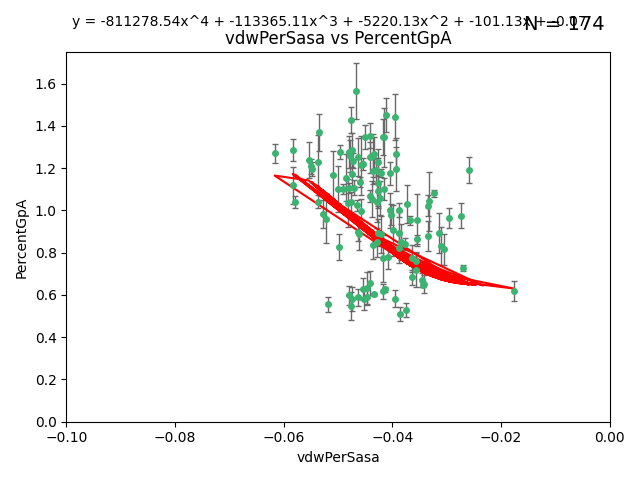 y = -811278.54x^4 + -113365.11x^3 + -5220.13x^2 + -101.13x + -0.07
N = 174
vdwPerSasa vs PercentGpA
PercentGpA
1.6
1.4
1.2
1.0
0.8
0.6
0.4
0.2
0.0
−0.10 −0.08 −0.06 −0.04 −0.02 0.00
vdwPerSasa